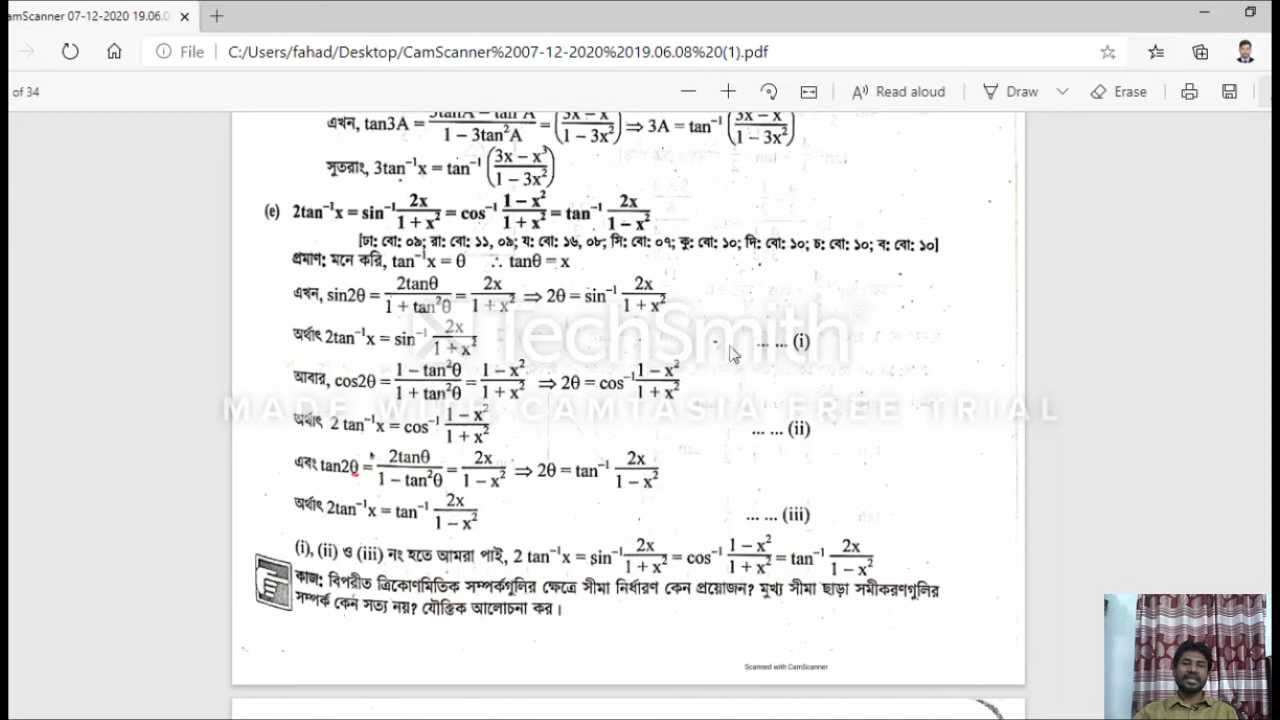 amScanner 07-12-2020 19.06.0
File
C:/Users/fahad/Desktop/CamScanner%2007-12-2020%2019.06.08%20(1).pdf
of 34
Read aloud
Draw
Erase
এখন, tan3A = (3tanA − tan³A)/(1 − 3tan²A) = ((3x − x³)/(1 − 3x²)) ⇒ 3A = tan⁻¹ ((3x − x³)/(1 − 3x²))
সুতরাং, 3tan⁻¹x = tan⁻¹ ((3x − x³)/(1 − 3x²))
(e) 2tan⁻¹x = sin⁻¹ 2x/(1 + x²) = cos⁻¹ (1 − x²)/(1 + x²) = tan⁻¹ 2x/(1 − x²)
[ঢা: বো: ০৯; রা: বো: ১১, ০৯; য: বো: ১৬, ০৮; সি: বো: ০৭; কু: বো: ১০; দি: বো: ১০; চ: বো: ১০; ব: বো: ১০]
প্রমাণ: মনে করি, tan⁻¹x = θ ∴ tanθ = x
এখন, sin2θ = 2tanθ/(1 + tan²θ) = 2x/(1 + x²) ⇒ 2θ = sin⁻¹ 2x/(1 + x²)
অর্থাৎ 2tan⁻¹x = sin⁻¹ 2x/(1 + x²) ... ... (i)
আবার, cos2θ = (1 − tan²θ)/(1 + tan²θ) = (1 − x²)/(1 + x²) ⇒ 2θ = cos⁻¹ (1 − x²)/(1 + x²)
অর্থাৎ 2 tan⁻¹x = cos⁻¹ (1 − x²)/(1 + x²) ... ... (ii)
এবং tan2θ = 2tanθ/(1 − tan²θ) = 2x/(1 − x²) ⇒ 2θ = tan⁻¹ 2x/(1 − x²)
অর্থাৎ 2tan⁻¹x = tan⁻¹ 2x/(1 − x²) ... ... (iii)
(i), (ii) ও (iii) নং হতে আমরা পাই, 2 tan⁻¹x = sin⁻¹ 2x/(1 + x²) = cos⁻¹ (1 − x²)/(1 + x²) = tan⁻¹ 2x/(1 − x²)
কাজ: বিপরীত ত্রিকোণমিতিক সম্পর্কগুলির ক্ষেত্রে সীমা নির্ধারণ কেন প্রয়োজন? মুখ্য সীমা ছাড়া সমীকরণগুলির
সম্পর্ক কেন সত্য নয়? যৌক্তিক আলোচনা কর।
Scanned with CamScanner
TechSmith
MADE WITH CAMTASIA FREE TRIAL